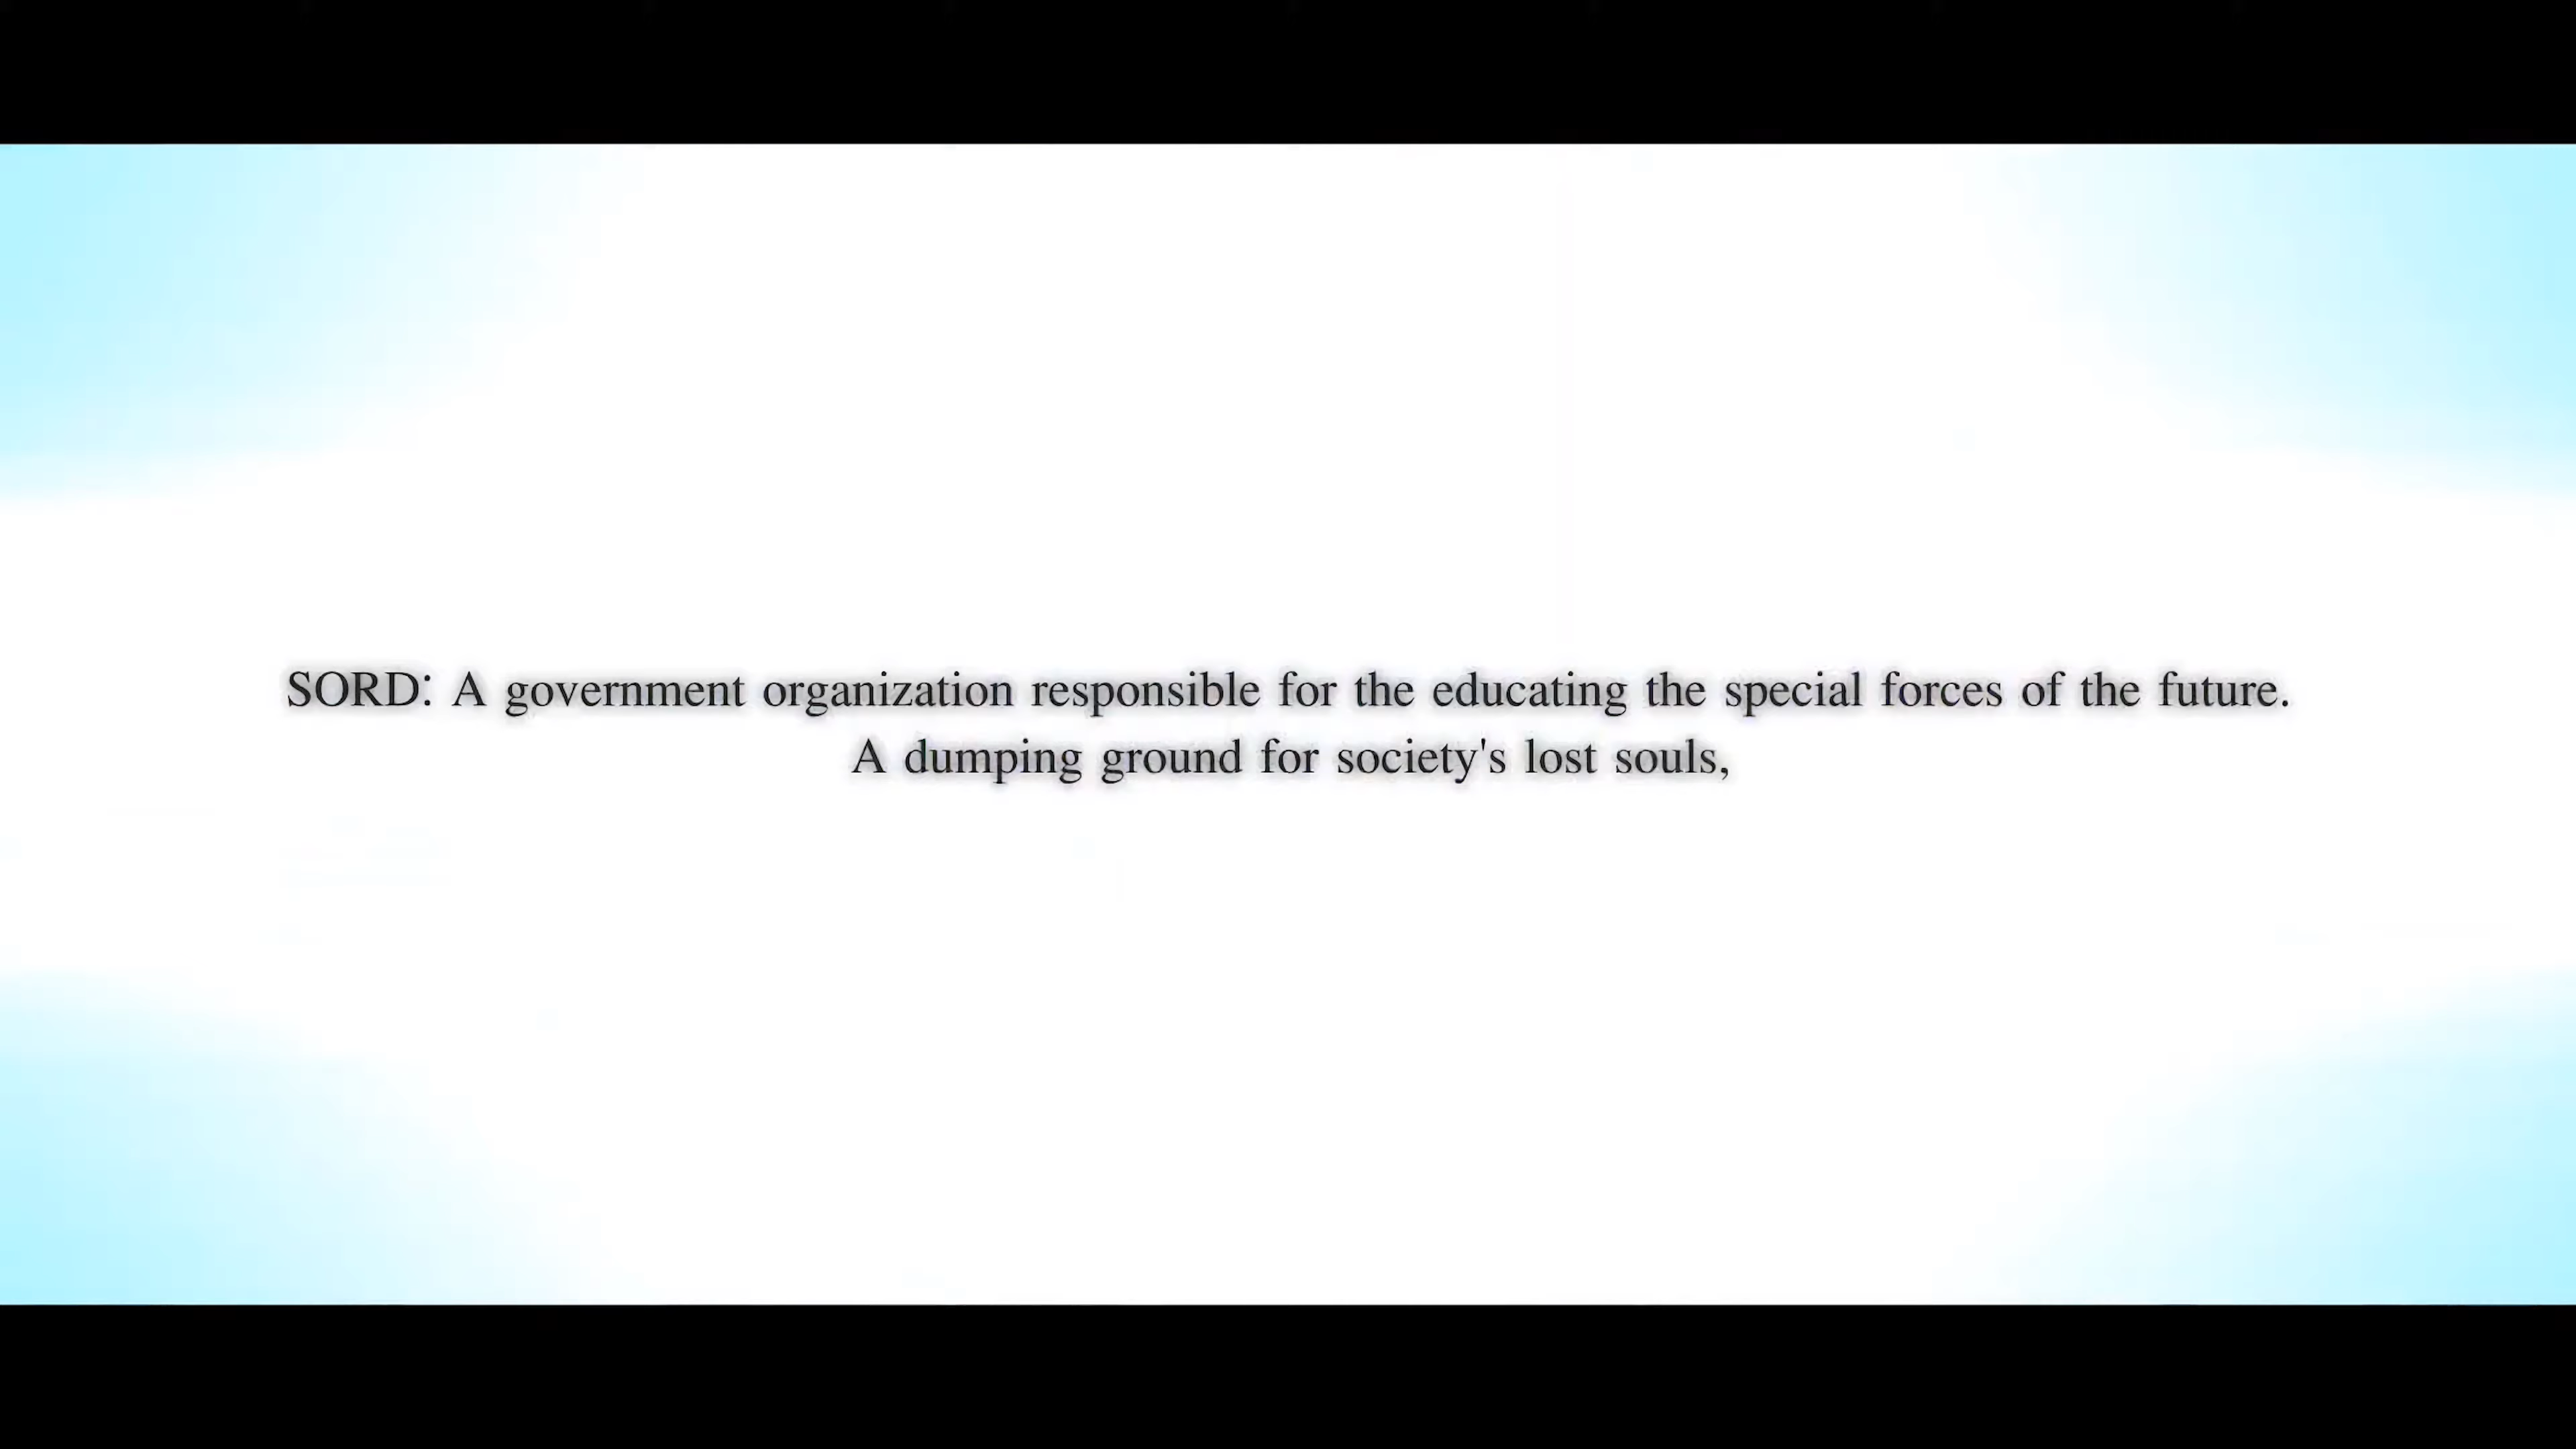 SORD: A government organization responsible for the educating the special forces of the future.
A dumping ground for society's lost souls,